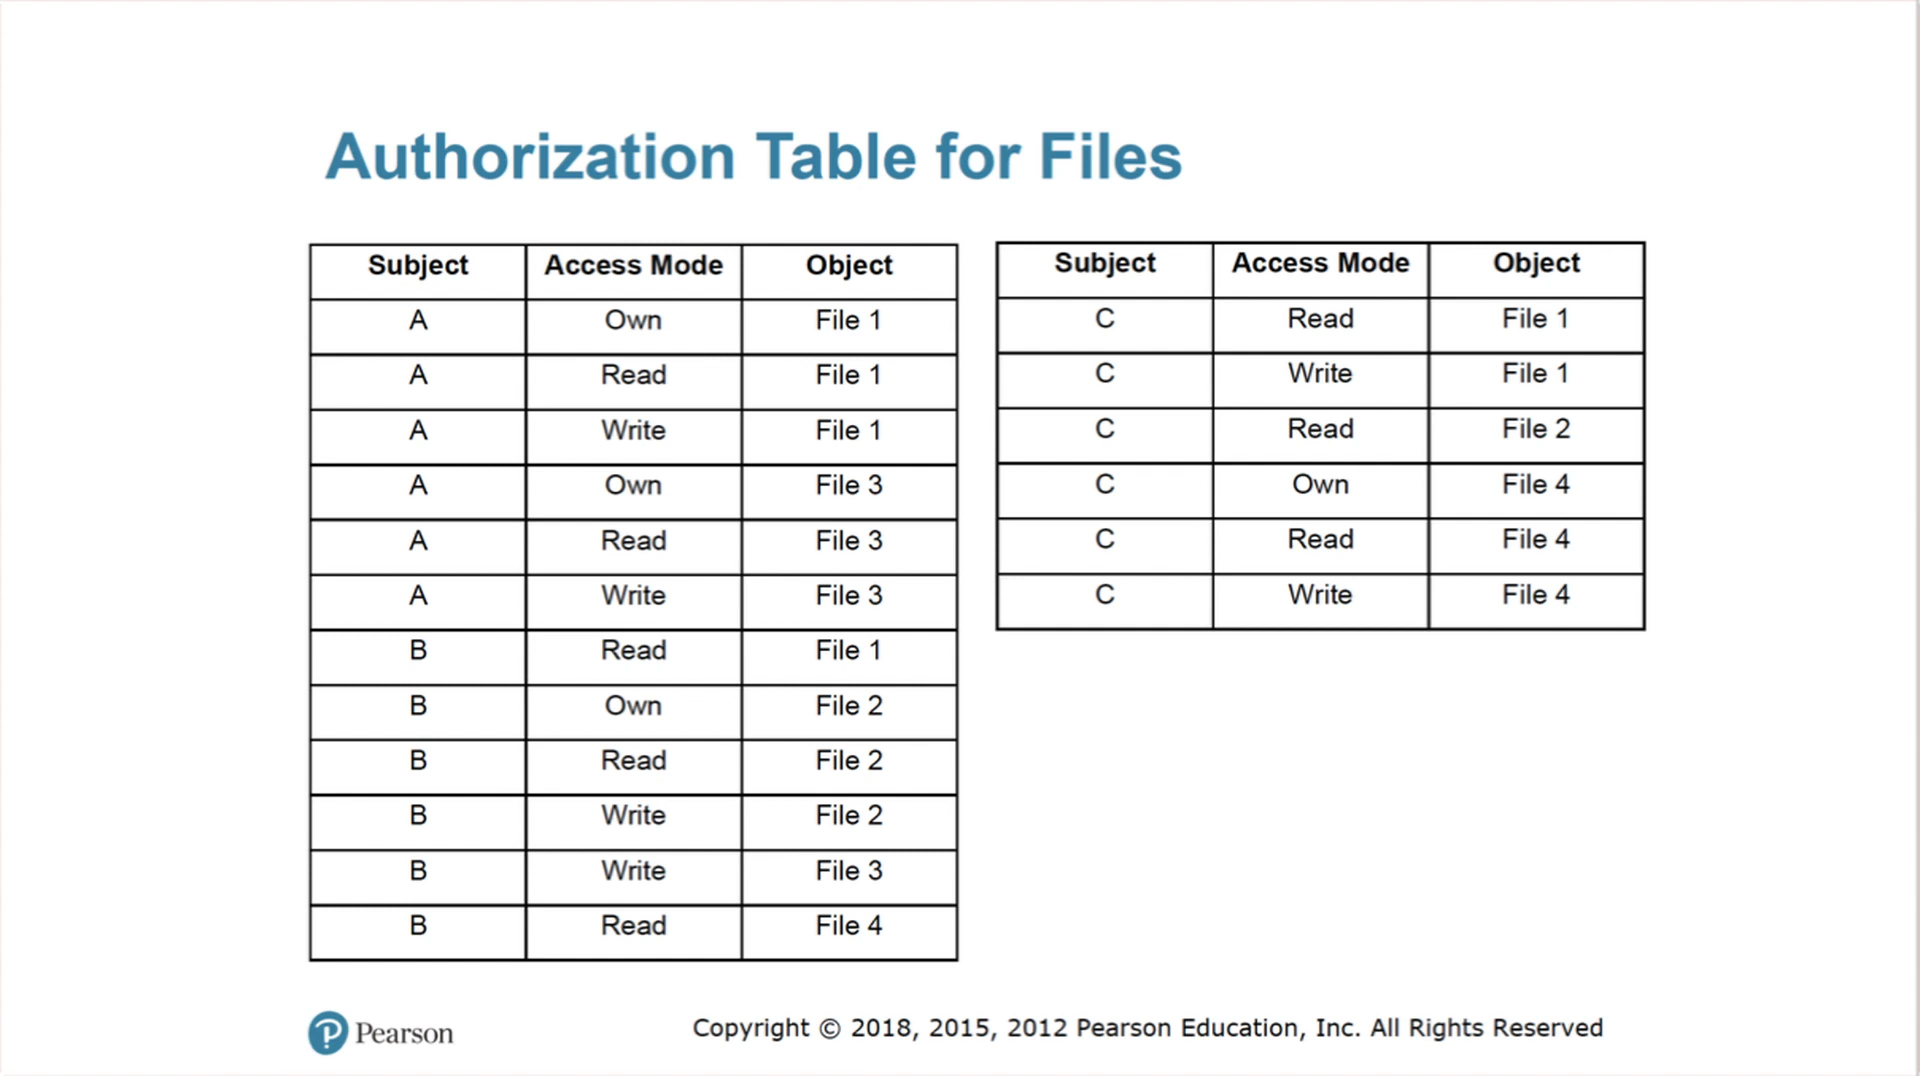 Authorization Table for Files
Subject Access Mode Object
A Own File 1
A Read File 1
A Write File 1
A Own File 3
A Read File 3
A Write File 3
B Read File 1
B Own File 2
B Read File 2
B Write File 2
B Write File 3
B Read File 4
Subject Access Mode Object
C Read File 1
C Write File 1
C Read File 2
C Own File 4
C Read File 4
C Write File 4
Pearson
Copyright © 2018, 2015, 2012 Pearson Education, Inc. All Rights Reserved